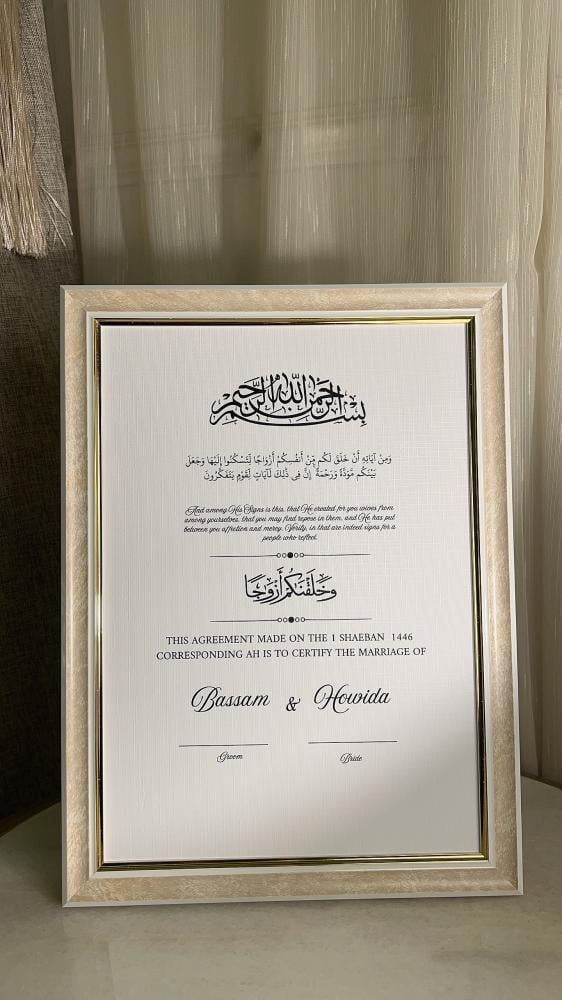 بسم الله الرحمن الرحيم
وَمِنْ آيَاتِهِ أَنْ خَلَقَ لَكُم مِّنْ أَنفُسِكُمْ أَزْوَاجًا لِّتَسْكُنُوا إِلَيْهَا وَجَعَلَ
بَيْنَكُم مَّوَدَّةً وَرَحْمَةً إِنَّ فِي ذَٰلِكَ لَآيَاتٍ لِّقَوْمٍ يَتَفَكَّرُونَ
And among His Signs is this, that He created for you wives from
among yourselves, that you may find repose in them, and He has put
between you affection and mercy. Verily, in that are indeed signs for a
people who reflect.
وَخَلَقْنَاكُمْ أَزْوَاجًا
THIS AGREEMENT MADE ON THE 1 SHAEBAN 1446
CORRESPONDING AH IS TO CERTIFY THE MARRIAGE OF
Bassam & Howida
Groom Bride